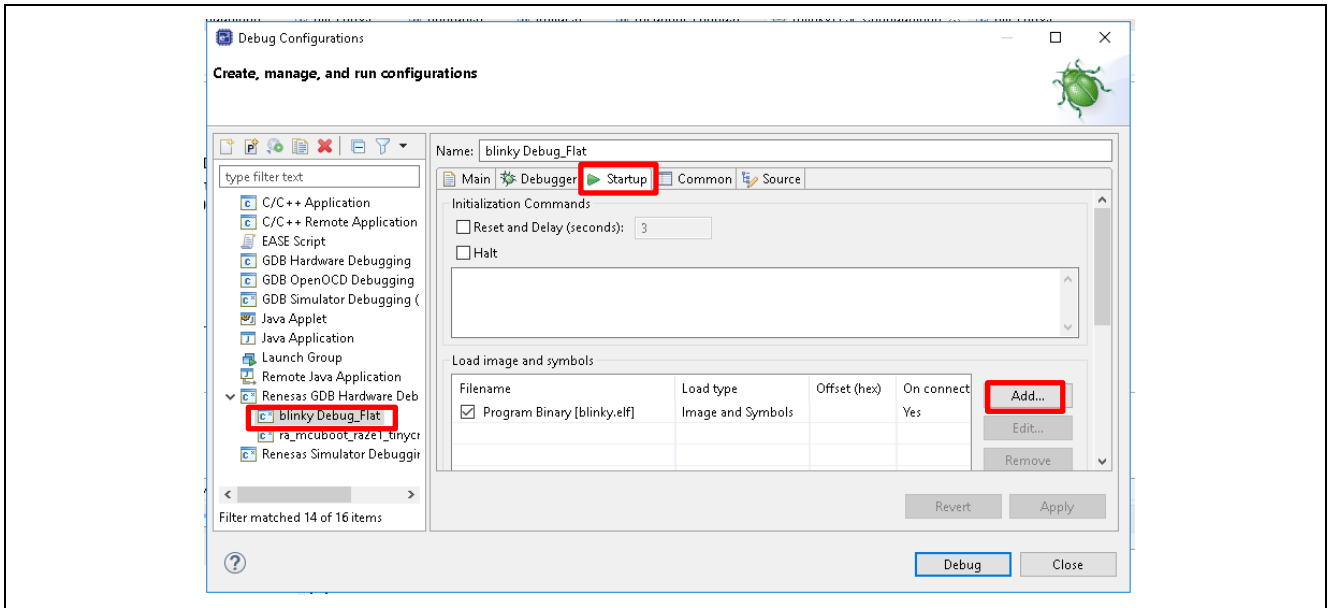 Debug Configurations
Create, manage, and run configurations
Name: blinky Debug_Flat
type filter text
Main Debugger Startup Common Source
C/C++ Application
C/C++ Remote Application
EASE Script
GDB Hardware Debugging
GDB OpenOCD Debugging
GDB Simulator Debugging (
Java Applet
Java Application
Launch Group
Remote Java Application
Renesas GDB Hardware Deb
blinky Debug_Flat
ra_mcuboot_ra2e1_tinycr
Renesas Simulator Debuggin
Filter matched 14 of 16 items
Initialization Commands
Reset and Delay (seconds): 3
Halt
Load image and symbols
Filename Load type Offset (hex) On connect
Program Binary [blinky.elf] Image and Symbols Yes
Add...
Edit...
Remove
Revert Apply
Debug Close